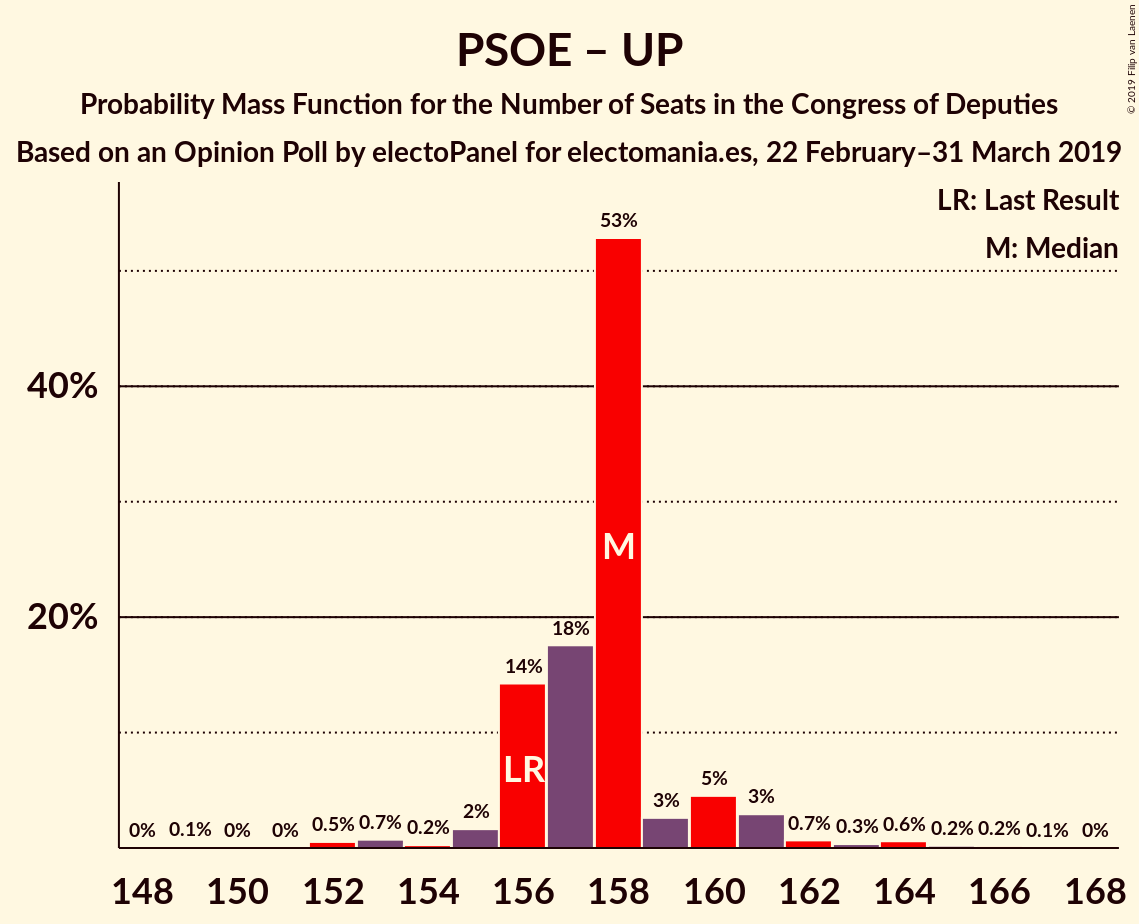 PSOE – UP
Probability Mass Function for the Number of Seats in the Congress of Deputies
Based on an Opinion Poll by electoPanel for electomania.es, 22 February–31 March 2019
© 2019 Filip van Laenen
LR: Last Result
M: Median
53%
40%
M
20%
18%
14%
LR
0% 0.1% 0% 0% 0.5% 0.7% 0.2% 2% 3% 5% 3% 0.7% 0.3% 0.6% 0.2% 0.2% 0.1% 0%
148 150 152 154 156 158 160 162 164 166 168